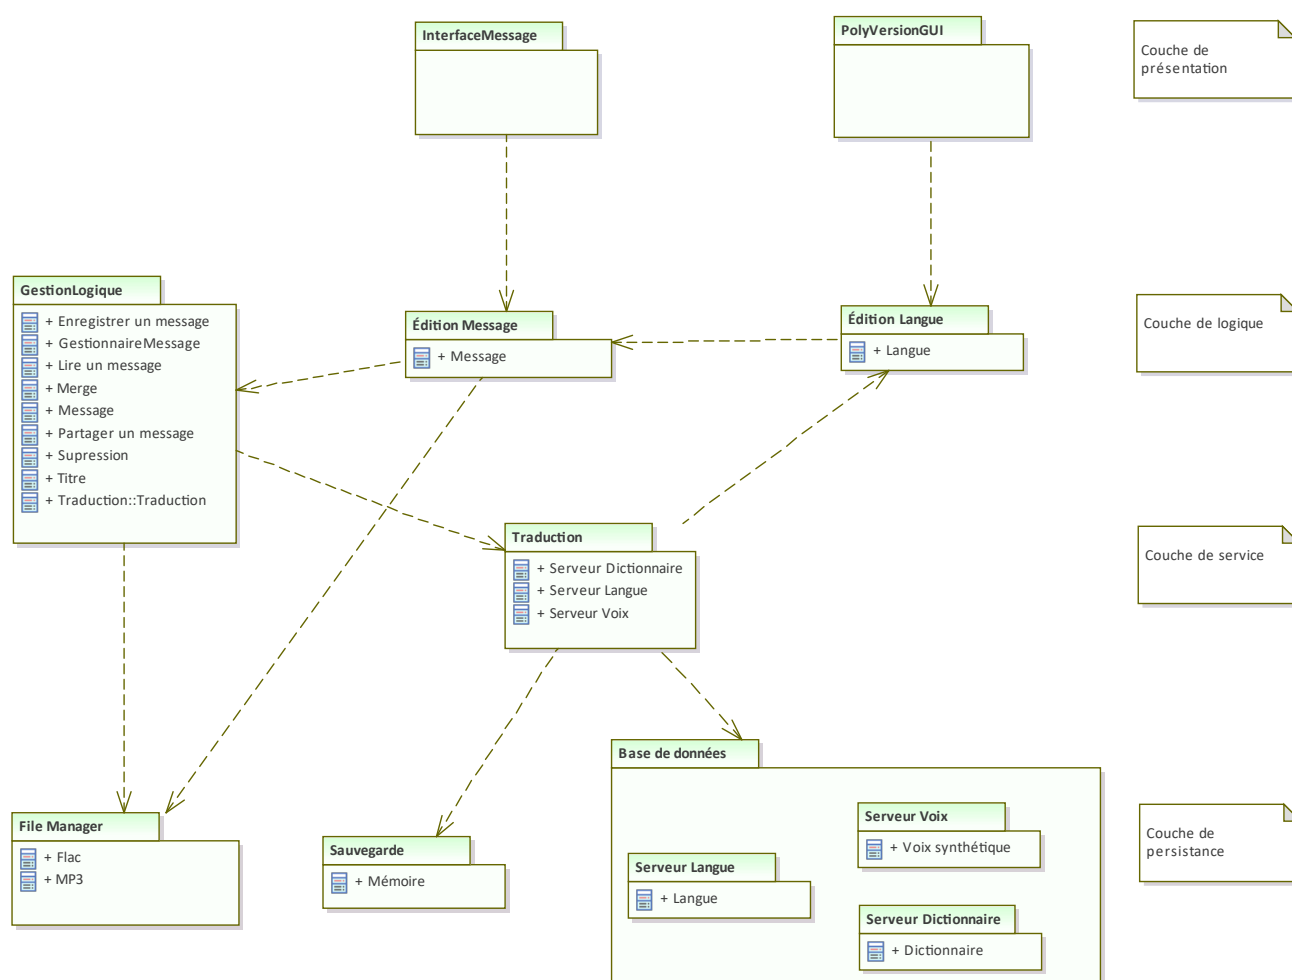 InterfaceMessage
PolyVersionGUI
Couche de
présentation
GestionLogique
+ Enregistrer un message
+ GestionnaireMessage
+ Lire un message
+ Merge
+ Message
+ Partager un message
+ Supression
+ Titre
+ Traduction::Traduction
Édition Message
+ Message
Édition Langue
+ Langue
Couche de logique
Traduction
+ Serveur Dictionnaire
+ Serveur Langue
+ Serveur Voix
Couche de service
File Manager
+ Flac
+ MP3
Sauvegarde
+ Mémoire
Base de données
Serveur Voix
+ Voix synthétique
Serveur Langue
+ Langue
Serveur Dictionnaire
+ Dictionnaire
Couche de
persistance